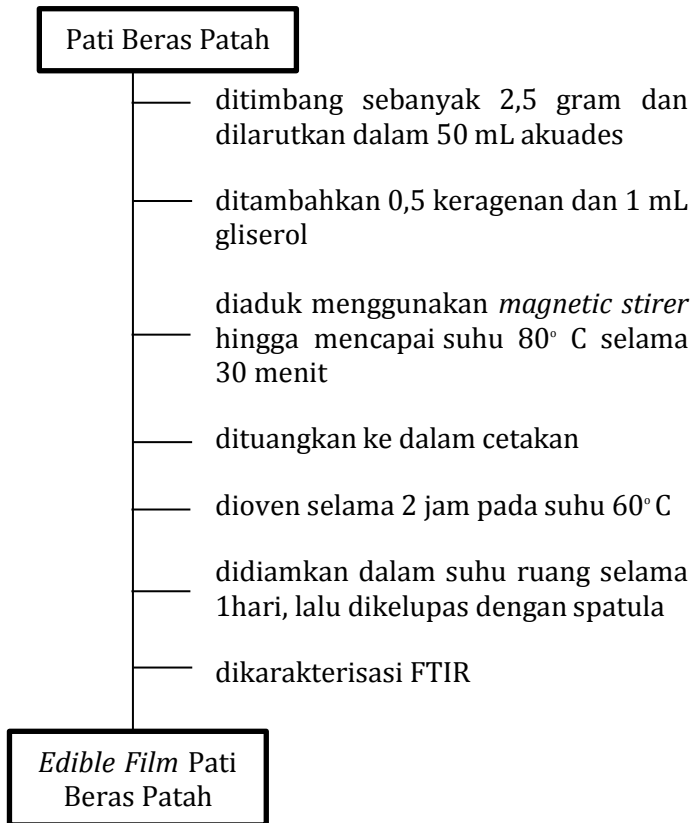 Pati Beras Patah
ditimbang sebanyak 2,5 gram dan
dilarutkan dalam 50 mL akuades
ditambahkan 0,5 keragenan dan 1 mL
gliserol
diaduk menggunakan magnetic stirer
hingga mencapai suhu 80° C selama
30 menit
dituangkan ke dalam cetakan
dioven selama 2 jam pada suhu 60° C
didiamkan dalam suhu ruang selama
1hari, lalu dikelupas dengan spatula
dikarakterisasi FTIR
Edible Film Pati
Beras Patah